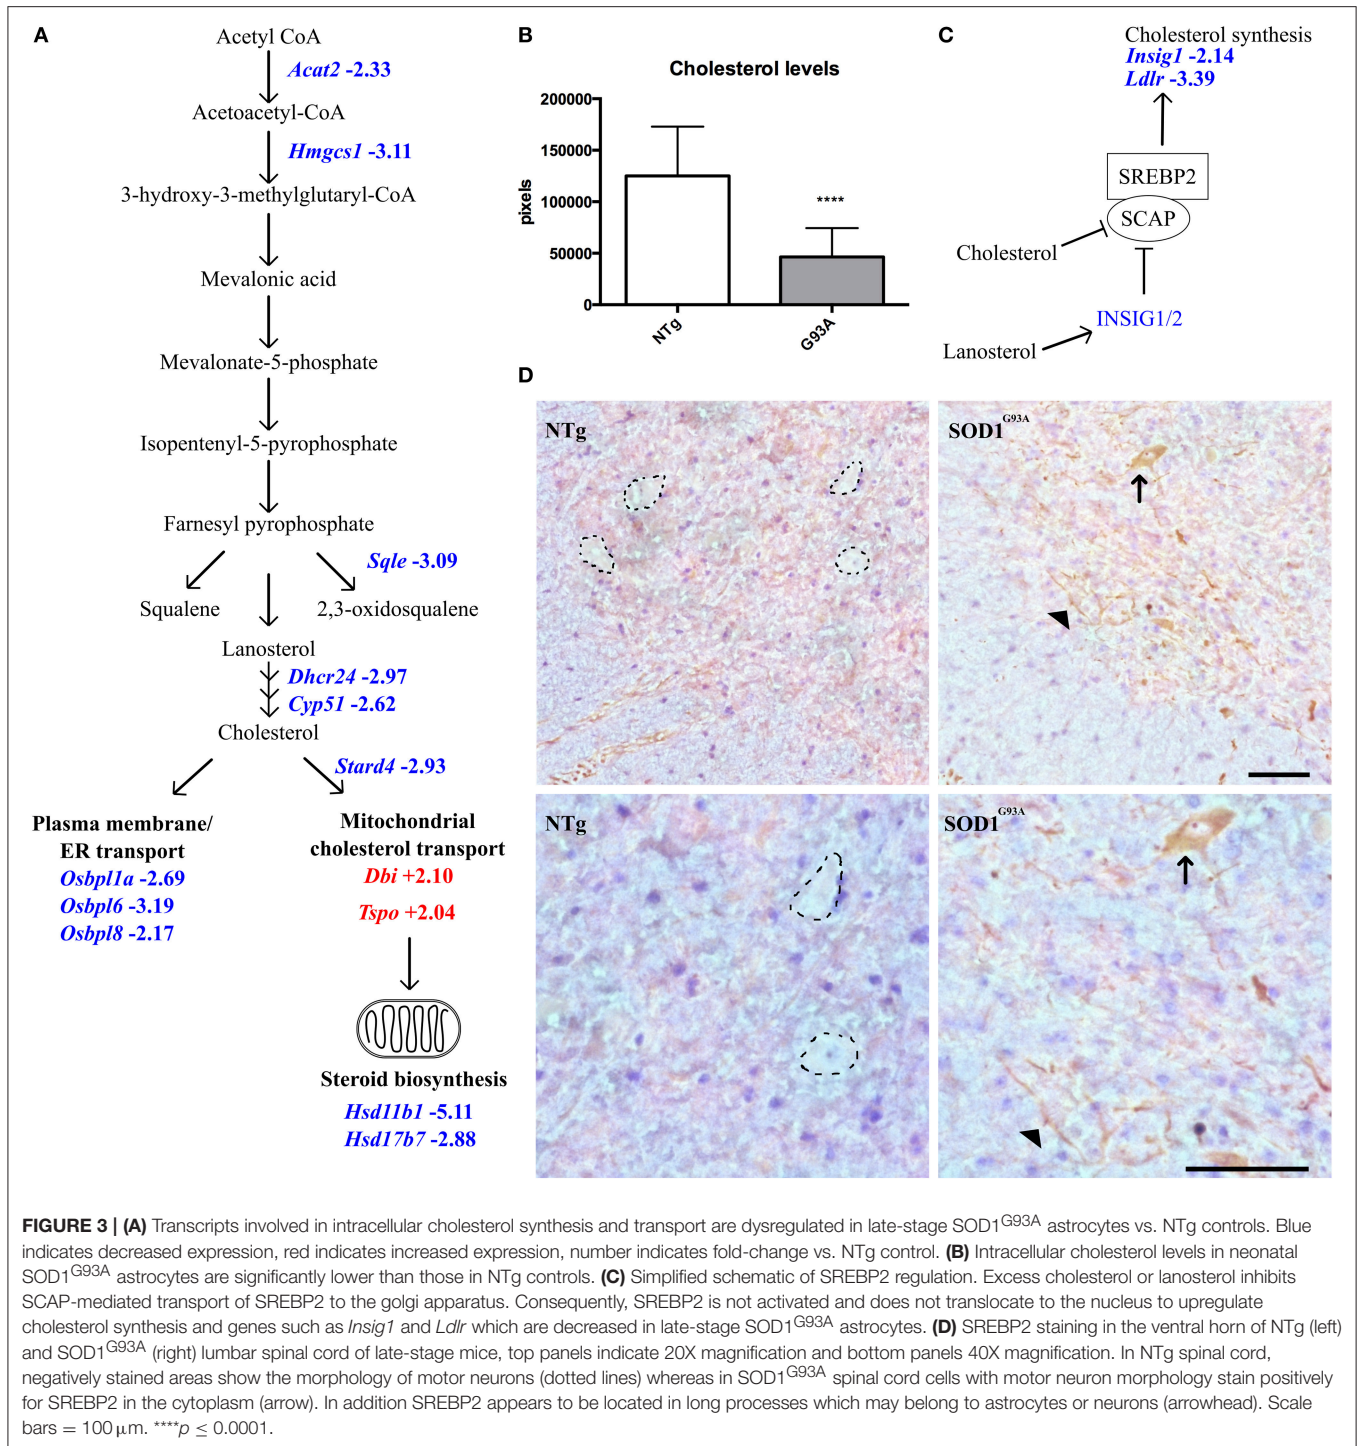 A
Acetyl CoA
Acat2 -2.33
Acetoacetyl-CoA
Hmgcs1 -3.11
3-hydroxy-3-methylglutaryl-CoA
Mevalonic acid
Mevalonate-5-phosphate
Isopentenyl-5-pyrophosphate
Farnesyl pyrophosphate
Sqle -3.09
Squalene
2,3-oxidosqualene
Lanosterol
Dhcr24 -2.97
Cyp51 -2.62
Cholesterol
Stard4 -2.93
Plasma membrane/
ER transport
Osbpl1a -2.69
Osbpl6 -3.19
Osbpl8 -2.17
Mitochondrial
cholesterol transport
Dbi +2.10
Tspo +2.04
Steroid biosynthesis
Hsd11b1 -5.11
Hsd17b7 -2.88
B
Cholesterol levels
pixels
200000
150000
100000
50000
0
****
NTg
G93A
C
Cholesterol synthesis
Insig1 -2.14
Ldlr -3.39
SREBP2
SCAP
Cholesterol
INSIG1/2
Lanosterol
D
NTg
SOD1G93A
NTg
SOD1G93A
FIGURE 3 | (A) Transcripts involved in intracellular cholesterol synthesis and transport are dysregulated in late-stage SOD1G93A astrocytes vs. NTg controls. Blue
indicates decreased expression, red indicates increased expression, number indicates fold-change vs. NTg control. (B) Intracellular cholesterol levels in neonatal
SOD1G93A astrocytes are significantly lower than those in NTg controls. (C) Simplified schematic of SREBP2 regulation. Excess cholesterol or lanosterol inhibits
SCAP-mediated transport of SREBP2 to the golgi apparatus. Consequently, SREBP2 is not activated and does not translocate to the nucleus to upregulate
cholesterol synthesis and genes such as Insig1 and Ldlr which are decreased in late-stage SOD1G93A astrocytes. (D) SREBP2 staining in the ventral horn of NTg (left)
and SOD1G93A (right) lumbar spinal cord of late-stage mice, top panels indicate 20X magnification and bottom panels 40X magnification. In NTg spinal cord,
negatively stained areas show the morphology of motor neurons (dotted lines) whereas in SOD1G93A spinal cord cells with motor neuron morphology stain positively
for SREBP2 in the cytoplasm (arrow). In addition SREBP2 appears to be located in long processes which may belong to astrocytes or neurons (arrowhead). Scale
bars = 100 μm. ****p ≤ 0.0001.